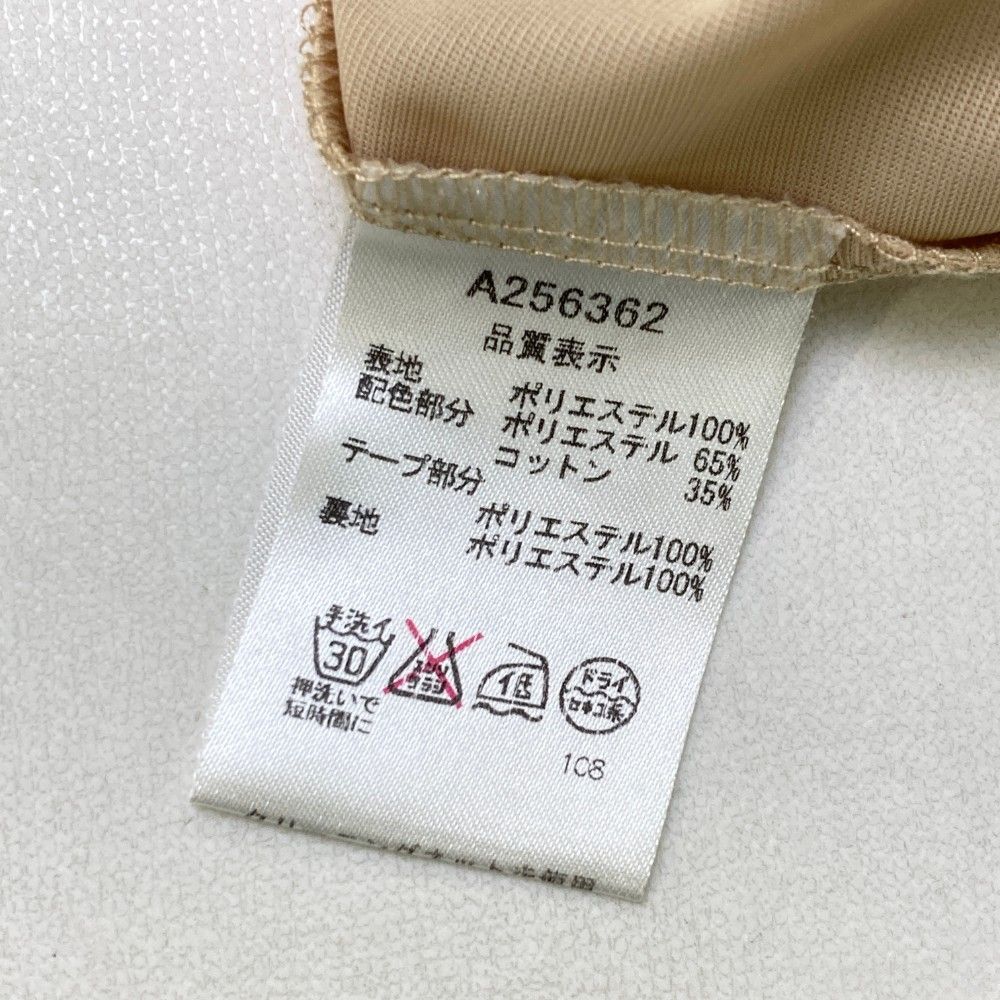 A256362
品質表示
表地 ポリエステル100%
配色部分 ポリエステル 65%
コットン 35%
テープ部分
ポリエステル100%
裏地 ポリエステル100%
手洗イ
30
エンソ
サラシ
低
ドライ
セキユ系
押洗いで
短時間に
108